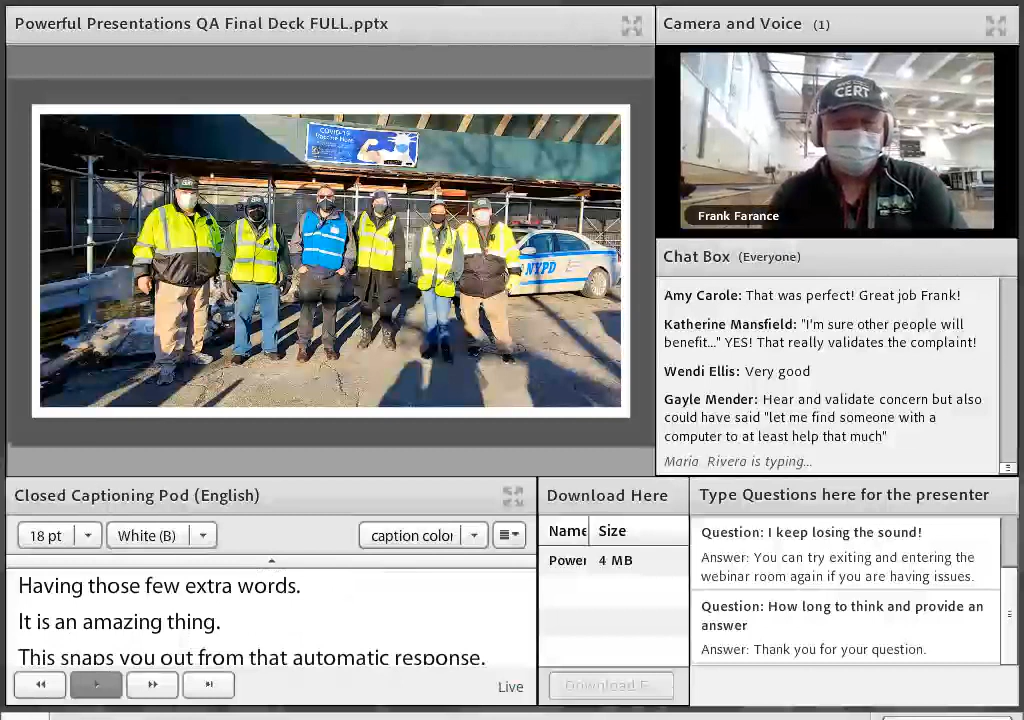 Powerful Presentations QA Final Deck FULL.pptx
COVID-19
Vaccine Here
NYPD
Camera and Voice (1)
CERT
Frank Farance
Chat Box (Everyone)
Amy Carole: That was perfect! Great job Frank!
Katherine Mansfield: "I'm sure other people will
benefit..." YES! That really validates the complaint!
Wendi Ellis: Very good
Gayle Mender: Hear and validate concern but also
could have said "let me find someone with a
computer to at least help that much"
Maria Rivera is typing...
Closed Captioning Pod (English)
18 pt
White (B)
caption color
Having those few extra words.
It is an amazing thing.
This snaps you out from that automatic response.
Live
Download Here
Name Size
Power 4 MB
Download F
Type Questions here for the presenter
Question: I keep losing the sound!
Answer: You can try exiting and entering the
webinar room again if you are having issues.
Question: How long to think and provide an
answer
Answer: Thank you for your question.